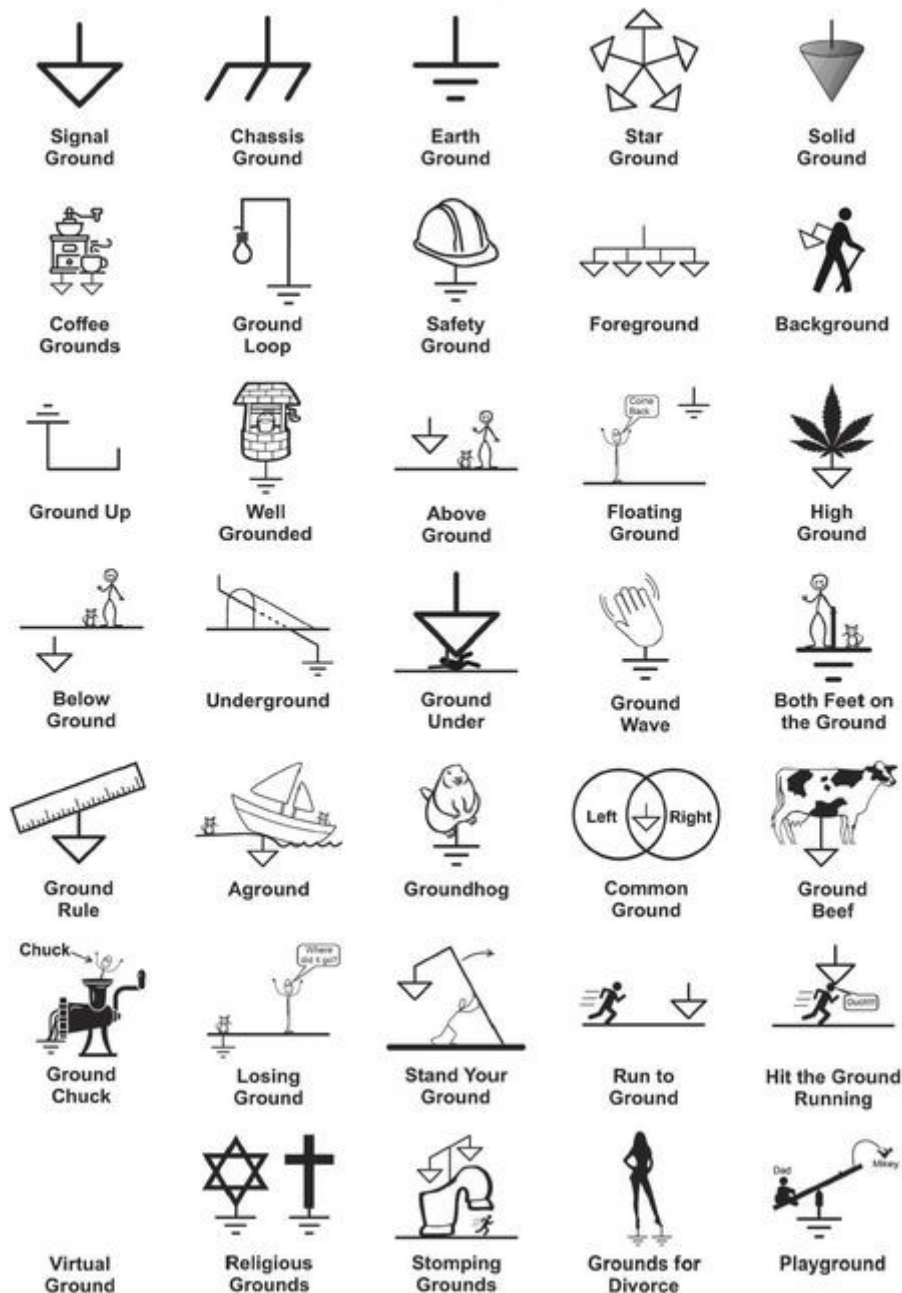 Signal
Ground
Chassis
Ground
Earth
Ground
Star
Ground
Solid
Ground
Coffee
Grounds
Ground
Loop
Safety
Ground
Foreground
Background
Ground Up
Well
Grounded
Above
Ground
Come
Back
Floating
Ground
High
Ground
Below
Ground
Underground
Ground
Under
Ground
Wave
Both Feet on
the Ground
Ground
Rule
Aground
Groundhog
Left
Right
Common
Ground
Ground
Beef
Chuck
Ground
Chuck
Where
did it go?
Losing
Ground
Stand Your
Ground
Run to
Ground
Ouch!!!
Hit the Ground
Running
Virtual
Ground
Religious
Grounds
Stomping
Grounds
Grounds for
Divorce
Dad
Mikey
Playground